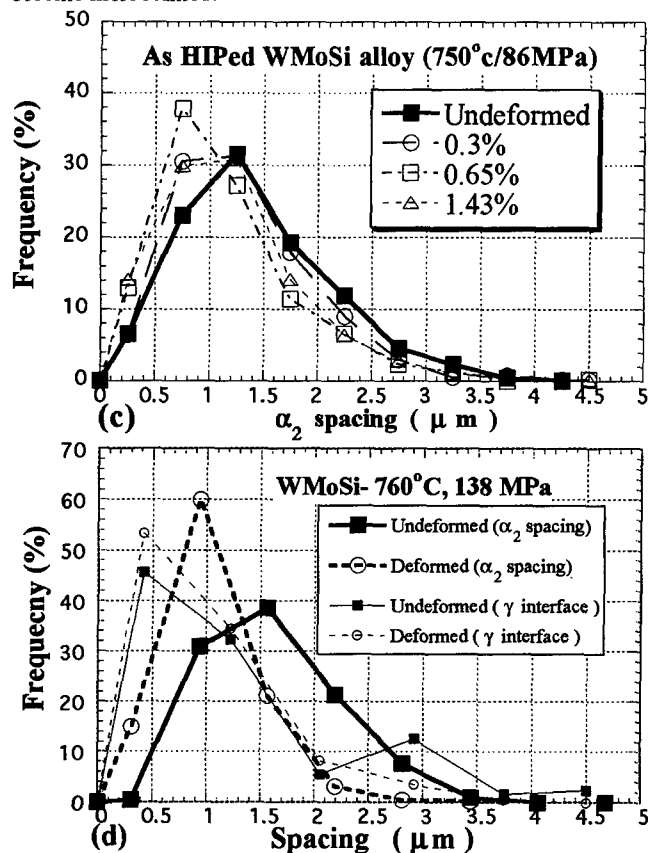 50
As HIPed WMoSi alloy (750°c/86MPa)
40
Undeformed
0.3%
30
0.65%
1.43%
20
10
0
Frequency (%)
0 0.5 1 1.5 2 2.5 3 3.5 4 4.5 5
(c)
α₂ spacing ( μ m )
70
60
WMoSi- 760°C, 138 MPa
50
Undeformed (α₂ spacing)
Deformed (α₂ spacing)
40
Undeformed ( γ interface )
30
Deformed ( γ interface )
20
10
0
Frequecny (%)
0 0.5 1 1.5 2 2.5 3 3.5 4 4.5 5
(d)
Spacing ( μm )